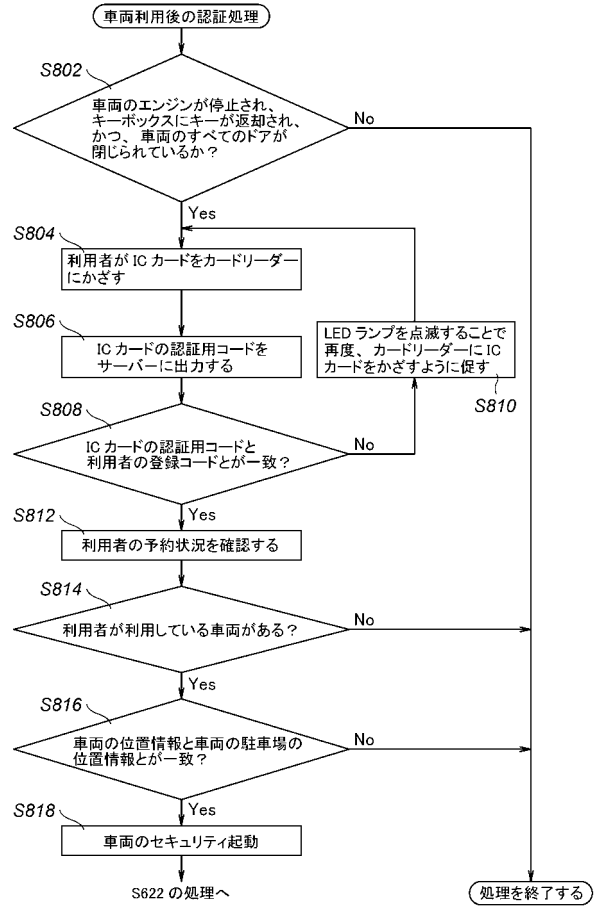 車両利用後の認証処理
S802
車両のエンジンが停止され、
キーボックスにキーが返却され、
かつ、車両のすべてのドアが
閉じられているか？
No
Yes
S804
利用者が IC カードをカードリーダー
にかざす
S806
IC カードの認証用コードを
サーバーに出力する
LED ランプを点滅することで
再度、カードリーダーに IC
カードをかざすように促す
S810
S808
IC カードの認証用コードと
利用者の登録コードとが一致？
No
Yes
S812
利用者の予約状況を確認する
S814
利用者が利用している車両がある？
No
Yes
S816
車両の位置情報と車両の駐車場の
位置情報とが一致？
No
Yes
S818
車両のセキュリティ起動
S622 の処理へ
処理を終了する